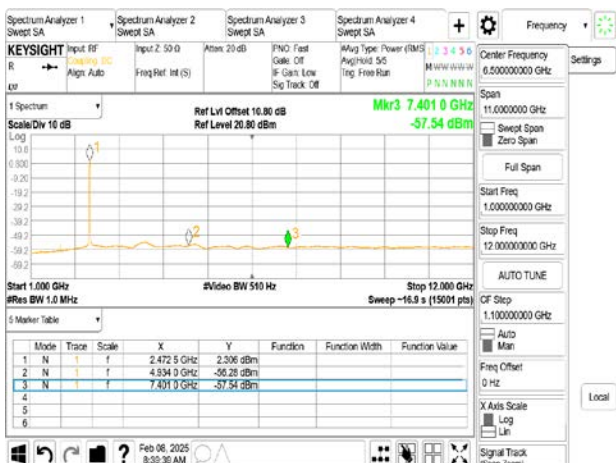 Spectrum Analyzer 1
Swept SA
Spectrum Analyzer 2
Swept SA
Spectrum Analyzer 3
Swept SA
Spectrum Analyzer 4
Swept SA
+
Frequency
Settings
KEYSIGHT
R
Input: RF
Coupling: DC
Align: Auto
Input Z: 50 Ω
Freq Ref: Int (S)
Atten: 20 dB
PNO: Fast
Gate: Off
IF Gain: Low
Sig Track: Off
#Avg Type: Power (RMS
Avg|Hold: 5/5
Trig: Free Run
1 2 3 4 5 6
M W W W W W
P N N N N N
1 Spectrum
Scale/Div 10 dB
Ref Lvl Offset 10.80 dB
Ref Level 20.80 dBm
Mkr3 7.401 0 GHz
-57.54 dBm
Log
10.8
0.800
-9.20
-19.2
-29.2
-39.2
-49.2
-59.2
-69.2
1
2
3
Start 1.000 GHz
#Res BW 1.0 MHz
#Video BW 510 Hz
Stop 12.000 GHz
Sweep ~16.9 s (15001 pts)
5 Marker Table
Mode Trace Scale X Y Function Function Width Function Value
1 N 1 f 2.472 5 GHz 2.306 dBm
2 N 1 f 4.934 0 GHz -56.28 dBm
3 N 1 f 7.401 0 GHz -57.54 dBm
4
5
6
Feb 08, 2025
8:39:39 AM
Center Frequency
6.500000000 GHz
Span
11.0000000 GHz
Swept Span
Zero Span
Full Span
Start Freq
1.000000000 GHz
Stop Freq
12.000000000 GHz
AUTO TUNE
CF Step
1.100000000 GHz
Auto
Man
Freq Offset
0 Hz
X Axis Scale
Log
Lin
Signal Track
Local